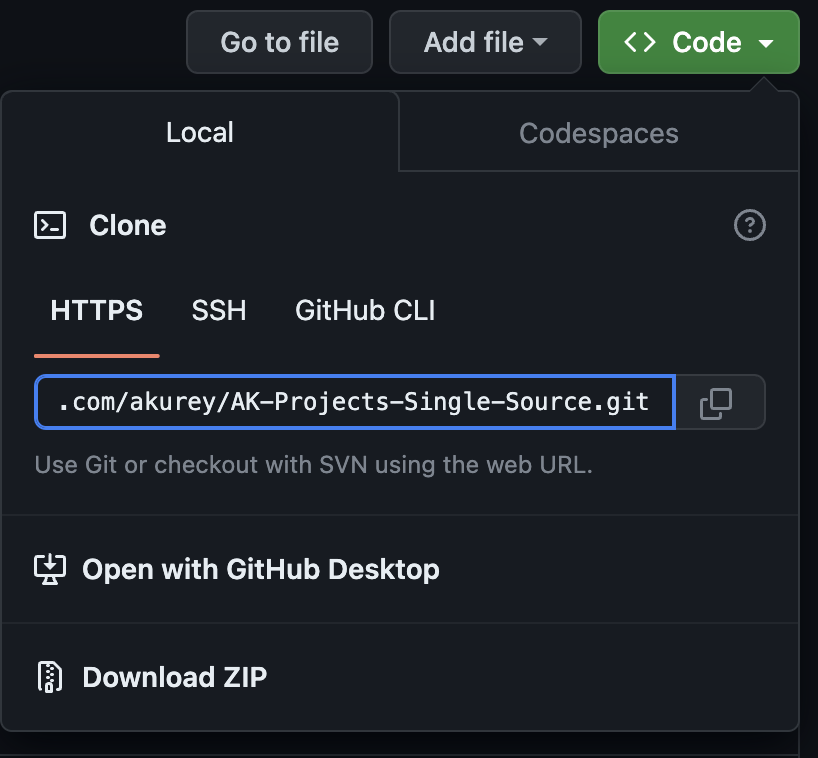 Go to file Add file Code
Local Codespaces
Clone
HTTPS SSH GitHub CLI
.com/akurey/AK-Projects-Single-Source.git
Use Git or checkout with SVN using the web URL.
Open with GitHub Desktop
Download ZIP